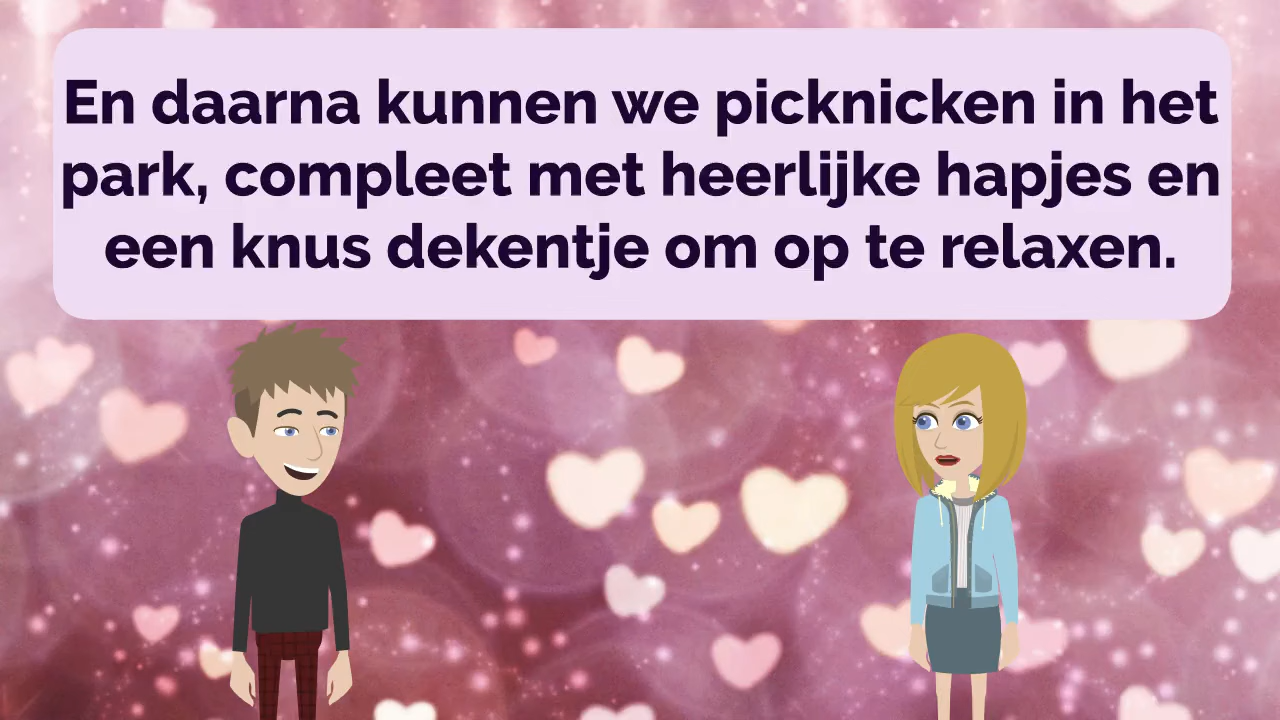 En daarna kunnen we picknicken in het
park, compleet met heerlijke hapjes en
een knus dekentje om op te relaxen.